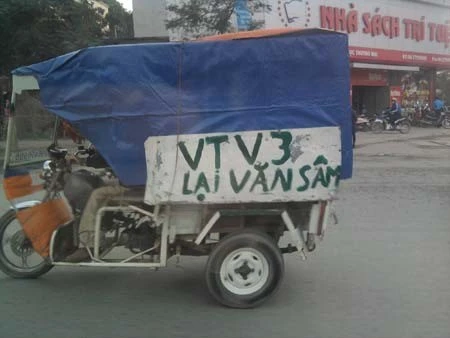 NHÀ SÁCH TRÍ TUỆ
VTV3
LẠI VĂN SÂM